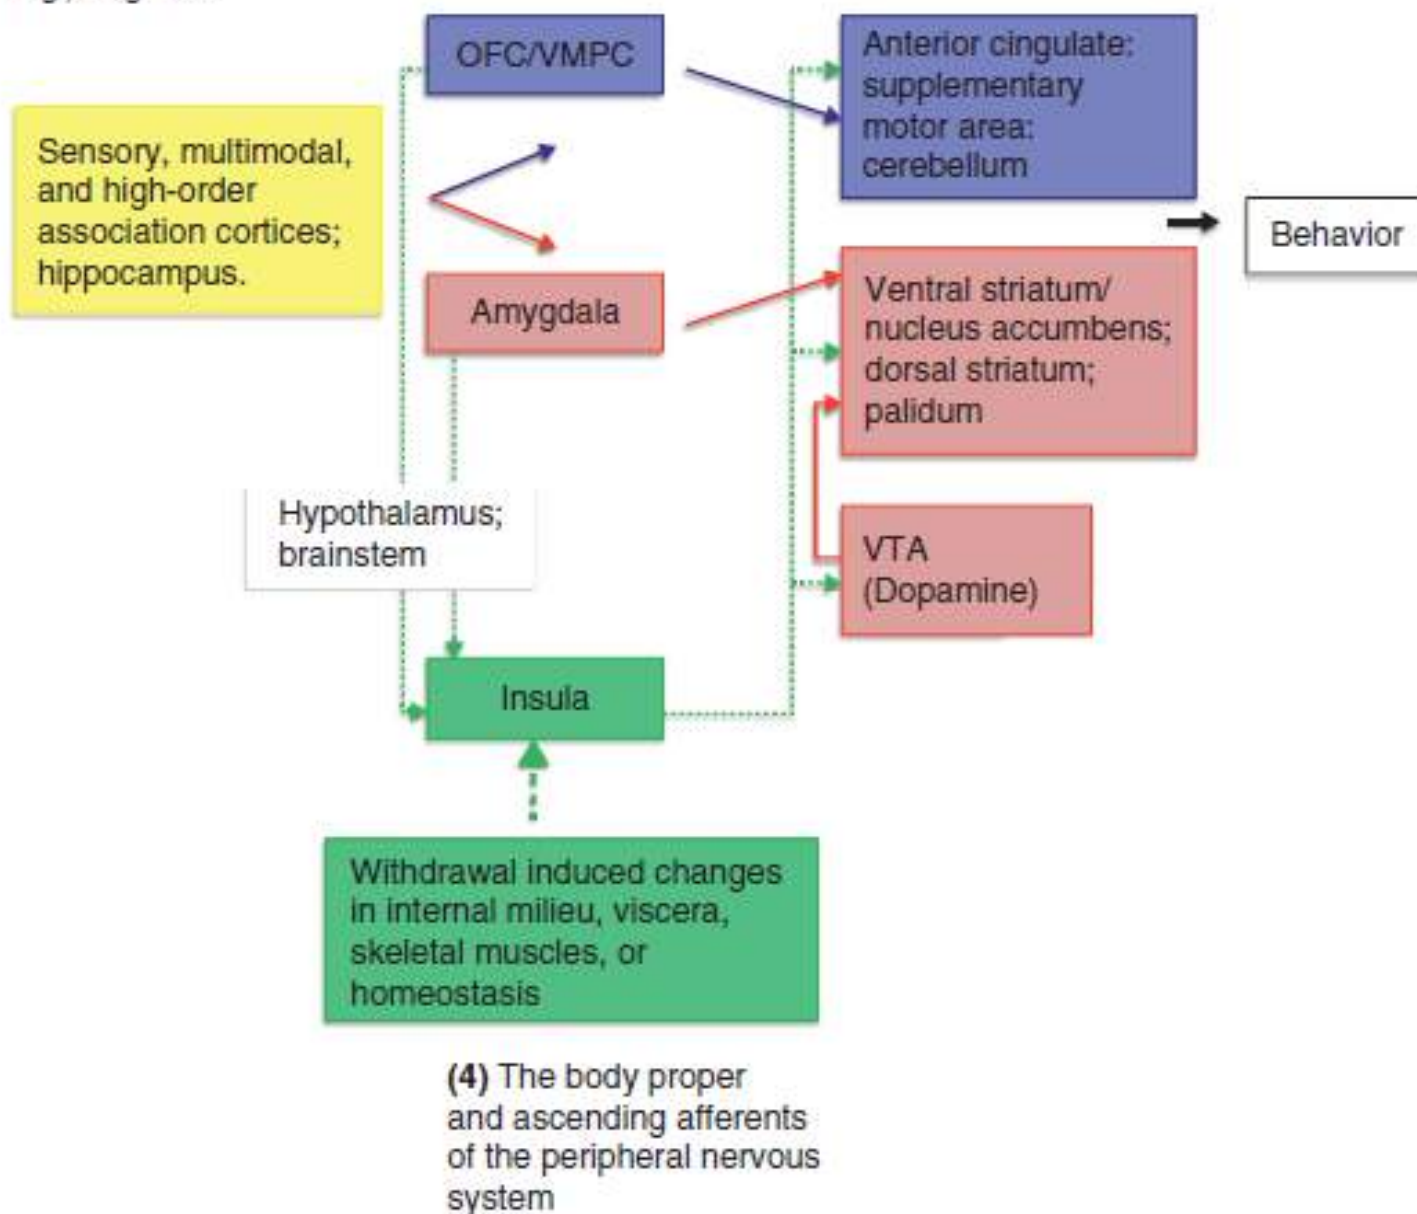 OFC/VMPC
Anterior cingulate:
supplementary
motor area:
cerebellum
Sensory, multimodal,
and high-order
association cortices;
hippocampus.
Behavior
Amygdala
Ventral striatum/
nucleus accumbens;
dorsal striatum;
palidum
Hypothalamus;
brainstem
VTA
(Dopamine)
Insula
Withdrawal induced changes
in internal milieu, viscera,
skeletal muscles, or
homeostasis
(4) The body proper
and ascending afferents
of the peripheral nervous
system